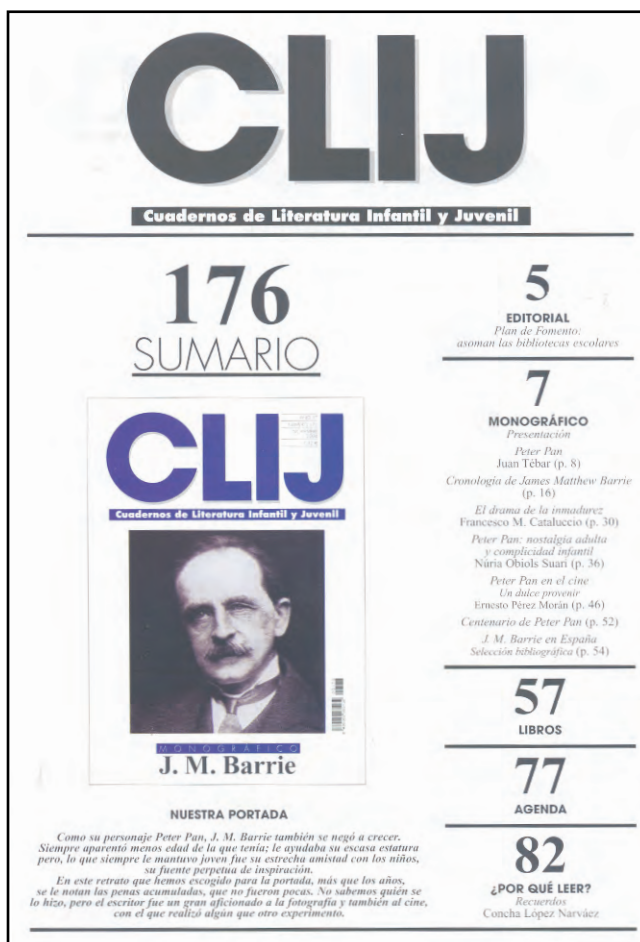 CLIJ
Cuadernos de Literatura Infantil y Juvenil
176
SUMARIO
CLIJ
Cuadernos de Literatura Infantil y Juvenil
MONOGRÁFICO
J. M. Barrie
NUESTRA PORTADA
Como su personaje Peter Pan, J. M. Barrie también se negó a crecer.
Siempre aparentó menos edad de la que tenía; le ayudaba su escasa estatura
pero, lo que siempre le mantuvo joven fue su estrecha amistad con los niños,
su fuente perpetua de inspiración.
En este retrato que hemos escogido para la portada, más que los años,
se le notan las penas acumuladas, que no fueron pocas. No sabemos quién se
lo hizo, pero el escritor fue un gran aficionado a la fotografía y también al cine,
con el que realizó algún que otro experimento.
5
EDITORIAL
Plan de Fomento:
asoman las bibliotecas escolares
7
MONOGRÁFICO
Presentación
Peter Pan
Juan Tébar (p. 8)
Cronología de James Matthew Barrie
(p. 16)
El drama de la inmadurez
Francesco M. Cataluccio (p. 30)
Peter Pan: nostalgia adulta
y complicidad infantil
Núria Obiols Suari (p. 36)
Peter Pan en el cine
Un dulce provenir
Ernesto Pérez Morán (p. 46)
Centenario de Peter Pan (p. 52)
J. M. Barrie en España
Selección bibliográfica (p. 54)
57
LIBROS
77
AGENDA
82
¿POR QUÉ LEER?
Recuerdos
Concha López Narváez